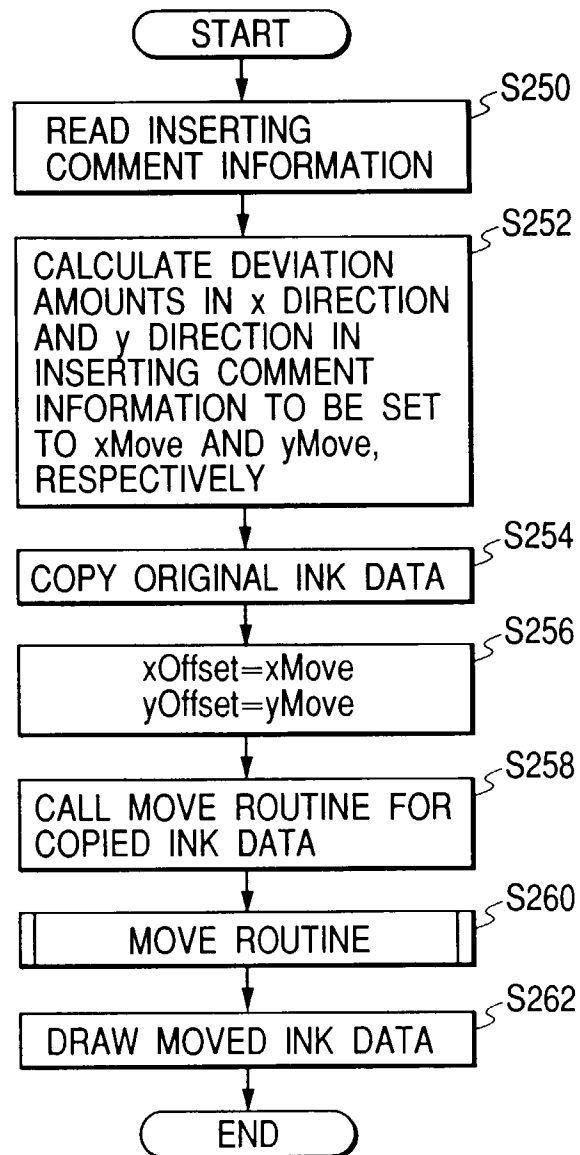 START
S250
READ INSERTING
COMMENT INFORMATION
S252
CALCULATE DEVIATION
AMOUNTS IN x DIRECTION
AND y DIRECTION IN
INSERTING COMMENT
INFORMATION TO BE SET
TO xMove AND yMove,
RESPECTIVELY
S254
COPY ORIGINAL INK DATA
S256
xOffset=xMove
yOffset=yMove
S258
CALL MOVE ROUTINE FOR
COPIED INK DATA
S260
MOVE ROUTINE
S262
DRAW MOVED INK DATA
END